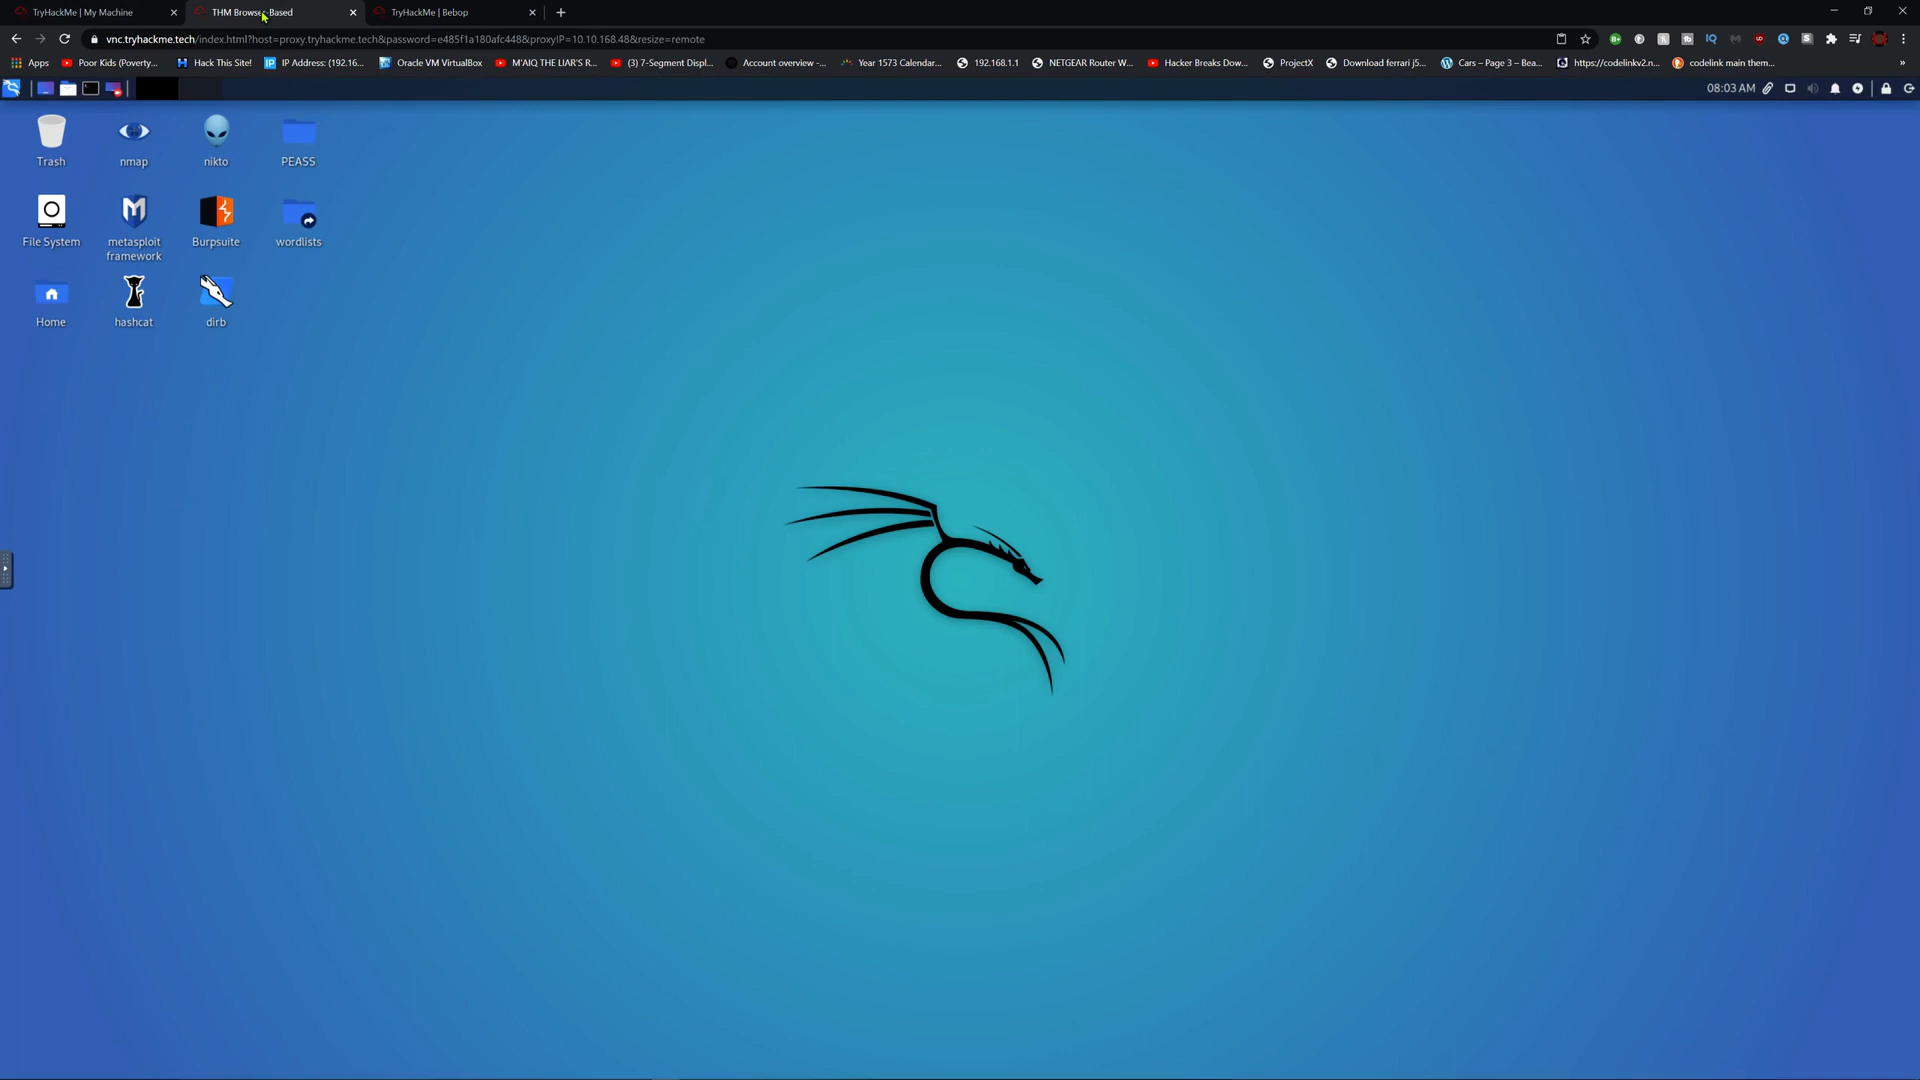 TryHackMe | My Machine
THM Browse Based
TryHackMe | Bebop
vnc.tryhackme.tech/index.html?host=proxy.tryhackme.tech&password=e485f1a180afc448&proxyIP=10.10.168.48&resize=remote
Apps
Poor Kids (Poverty...
Hack This Site!
IP Address: (192.16...
Oracle VM VirtualBox
M'AIQ THE LIAR'S R...
(3) 7-Segment Displ...
Account overview -...
Year 1573 Calendar...
192.168.1.1
NETGEAR Router W...
Hacker Breaks Dow...
ProjectX
Download ferrari j5...
Cars – Page 3 – Bea...
https://codelinkv2.n...
codelink main them...
»
08:03 AM
Trash
nmap
nikto
PEASS
File System
metasploit
framework
Burpsuite
wordlists
Home
hashcat
dirb